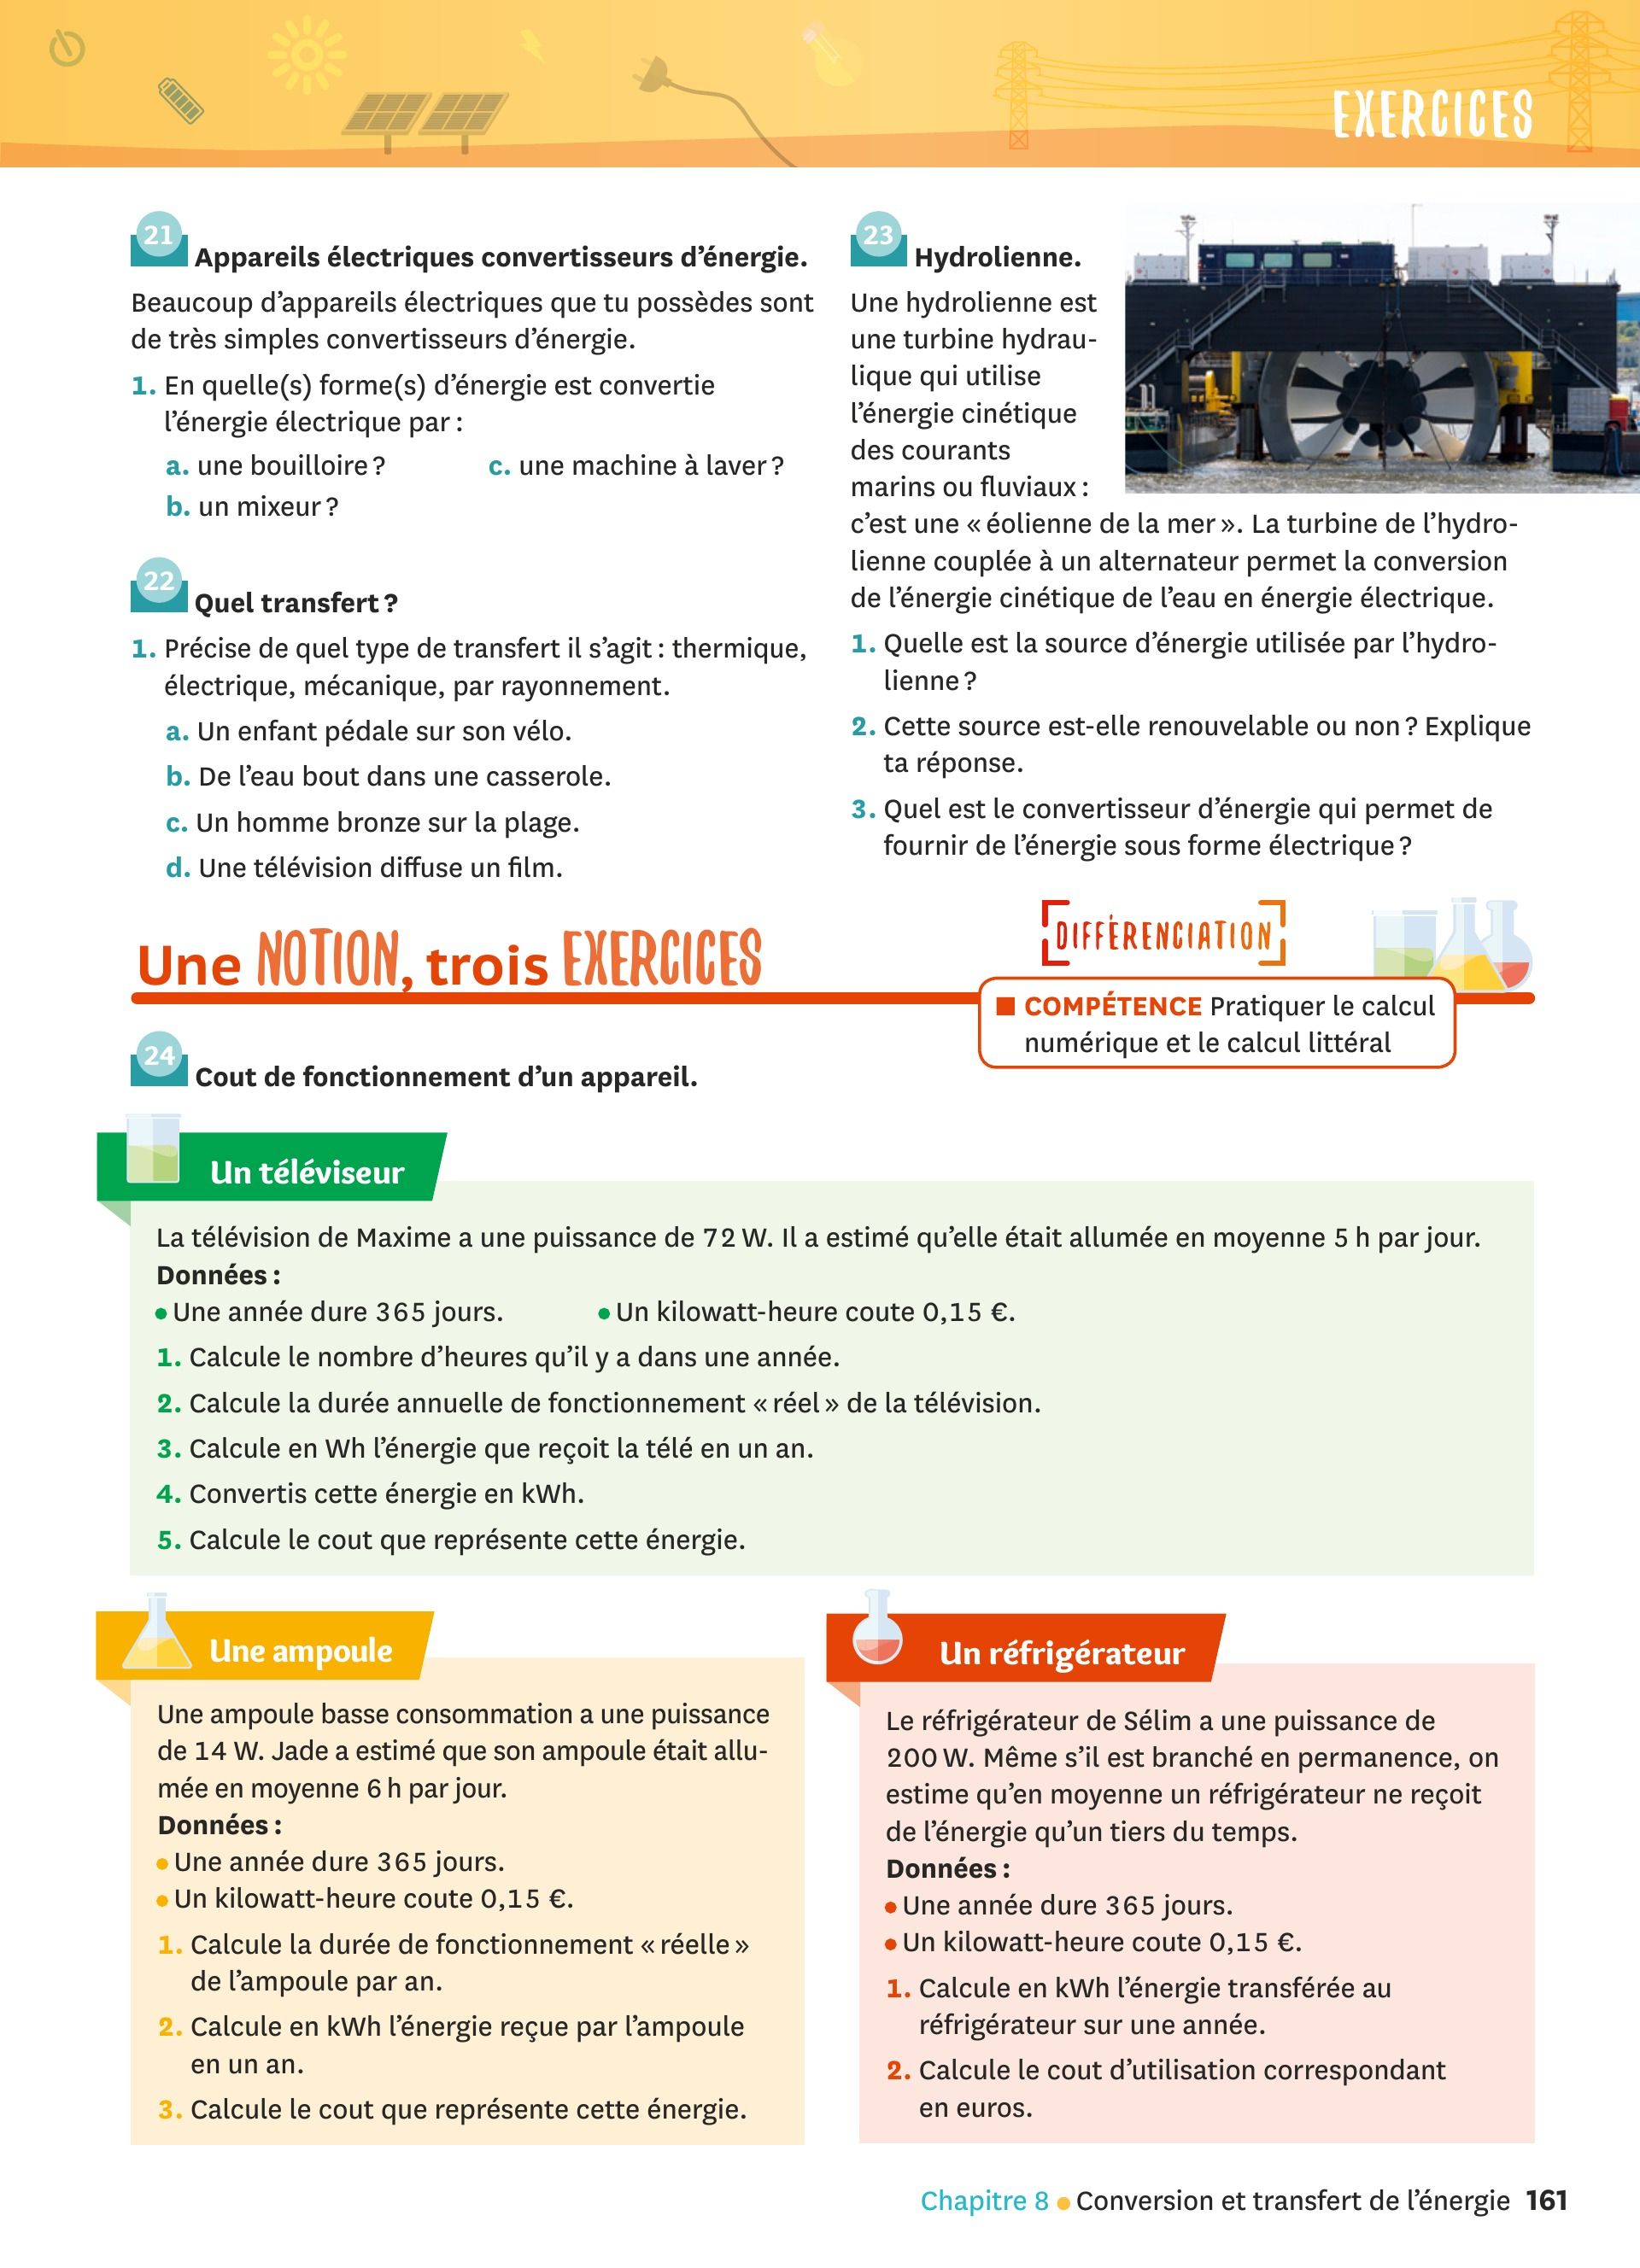 EXERCICES
21 Appareils électriques convertisseurs d’énergie.
Beaucoup d’appareils électriques que tu possèdes sont
de très simples convertisseurs d’énergie.
1. En quelle(s) forme(s) d’énergie est convertie
l’énergie électrique par :
a. une bouilloire ? c. une machine à laver ?
b. un mixeur ?
22 Quel transfert ?
1. Précise de quel type de transfert il s’agit : thermique,
électrique, mécanique, par rayonnement.
a. Un enfant pédale sur son vélo.
b. De l’eau bout dans une casserole.
c. Un homme bronze sur la plage.
d. Une télévision diffuse un film.
23 Hydrolienne.
Une hydrolienne est
une turbine hydrau-
lique qui utilise
l’énergie cinétique
des courants
marins ou fluviaux :
c’est une « éolienne de la mer ». La turbine de l’hydro-
lienne couplée à un alternateur permet la conversion
de l’énergie cinétique de l’eau en énergie électrique.
1. Quelle est la source d’énergie utilisée par l’hydro-
lienne ?
2. Cette source est-elle renouvelable ou non ? Explique
ta réponse.
3. Quel est le convertisseur d’énergie qui permet de
fournir de l’énergie sous forme électrique ?
Une NOTION, trois EXERCICES
DIFFÉRENCIATION
COMPÉTENCE Pratiquer le calcul
numérique et le calcul littéral
24 Cout de fonctionnement d’un appareil.
Un téléviseur
La télévision de Maxime a une puissance de 72 W. Il a estimé qu’elle était allumée en moyenne 5 h par jour.
Données :
• Une année dure 365 jours. • Un kilowatt-heure coute 0,15 €.
1. Calcule le nombre d’heures qu’il y a dans une année.
2. Calcule la durée annuelle de fonctionnement « réel » de la télévision.
3. Calcule en Wh l’énergie que reçoit la télé en un an.
4. Convertis cette énergie en kWh.
5. Calcule le cout que représente cette énergie.
Une ampoule
Une ampoule basse consommation a une puissance
de 14 W. Jade a estimé que son ampoule était allu-
mée en moyenne 6 h par jour.
Données :
• Une année dure 365 jours.
• Un kilowatt-heure coute 0,15 €.
1. Calcule la durée de fonctionnement « réelle »
de l’ampoule par an.
2. Calcule en kWh l’énergie reçue par l’ampoule
en un an.
3. Calcule le cout que représente cette énergie.
Un réfrigérateur
Le réfrigérateur de Sélim a une puissance de
200 W. Même s’il est branché en permanence, on
estime qu’en moyenne un réfrigérateur ne reçoit
de l’énergie qu’un tiers du temps.
Données :
• Une année dure 365 jours.
• Un kilowatt-heure coute 0,15 €.
1. Calcule en kWh l’énergie transférée au
réfrigérateur sur une année.
2. Calcule le cout d’utilisation correspondant
en euros.
Chapitre 8 • Conversion et transfert de l’énergie 161